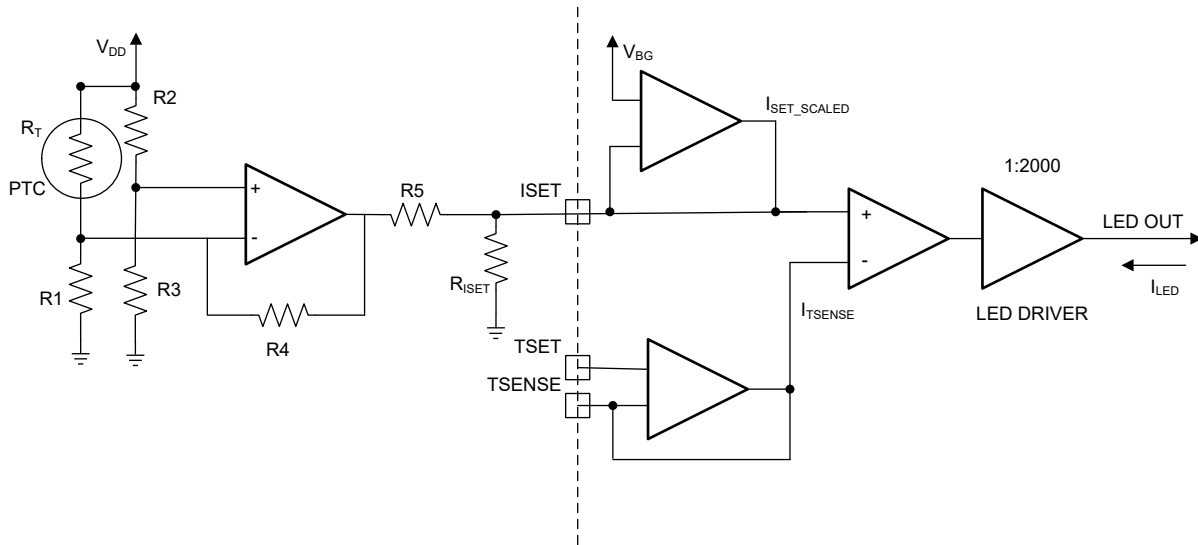 V_DD
R2
R_T
PTC
R1
R3
+
-
R4
R5
R_ISET
ISET
TSET
TSENSE
V_BG
I_SET_SCALED
+
-
I_TSENSE
1:2000
LED DRIVER
LED OUT
I_LED